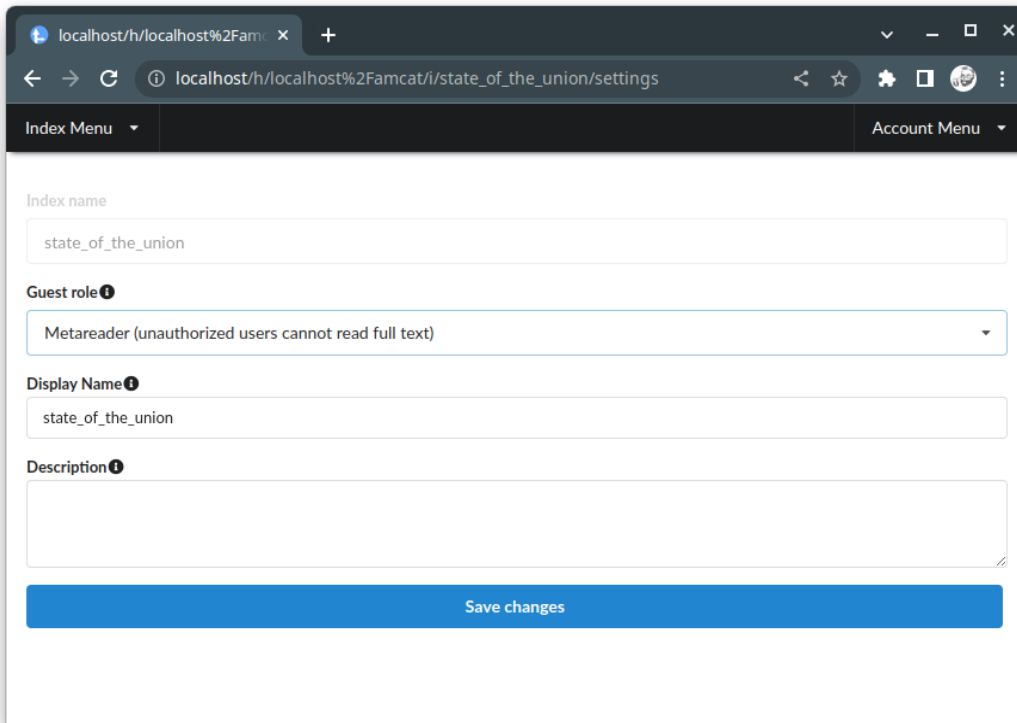 localhost/h/localhost%2Famc
localhost/h/localhost%2Famcat/i/state_of_the_union/settings
Index Menu
Account Menu
Index name
state_of_the_union
Guest role
Metareader (unauthorized users cannot read full text)
Display Name
state_of_the_union
Description
Save changes